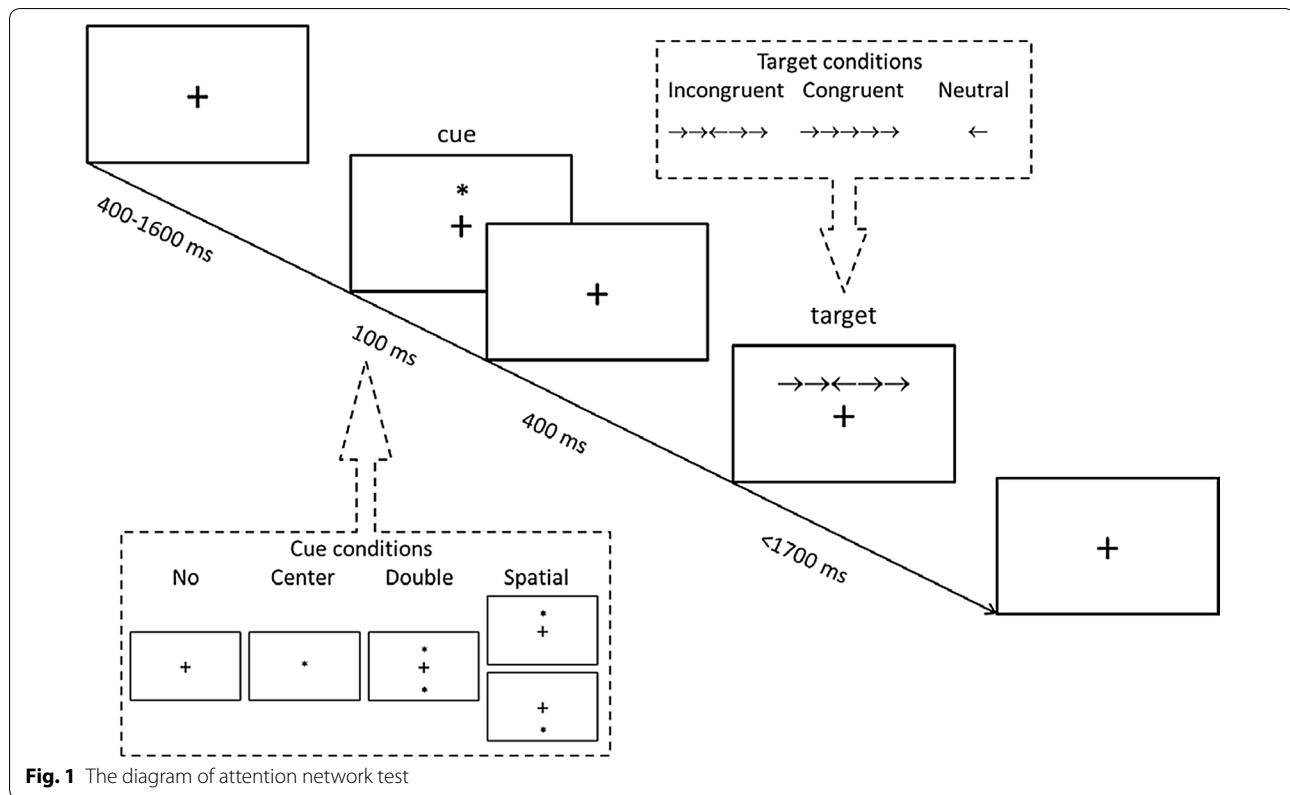 +
Target conditions
Incongruent Congruent Neutral
→→←→→ →→→→→ ←
cue
*
+
400-1600 ms
+
100 ms
target
→→←→→
+
400 ms
+
<1700 ms
Cue conditions
No Center Double Spatial
+ * * + * * +
+ *
Fig. 1 The diagram of attention network test